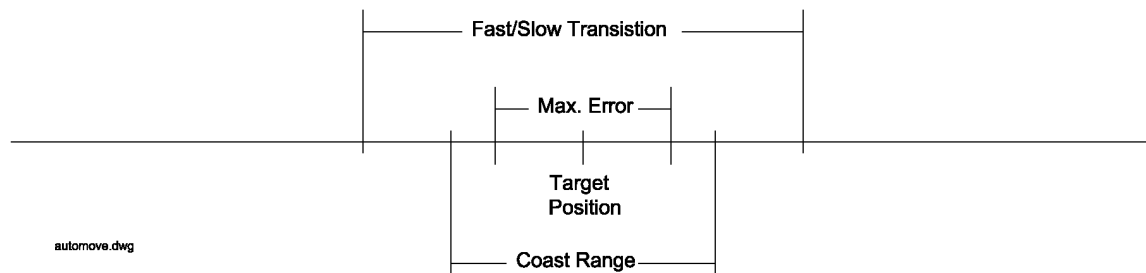 Fast/Slow Transistion
Max. Error
Target
Position
automove.dwg
Coast Range